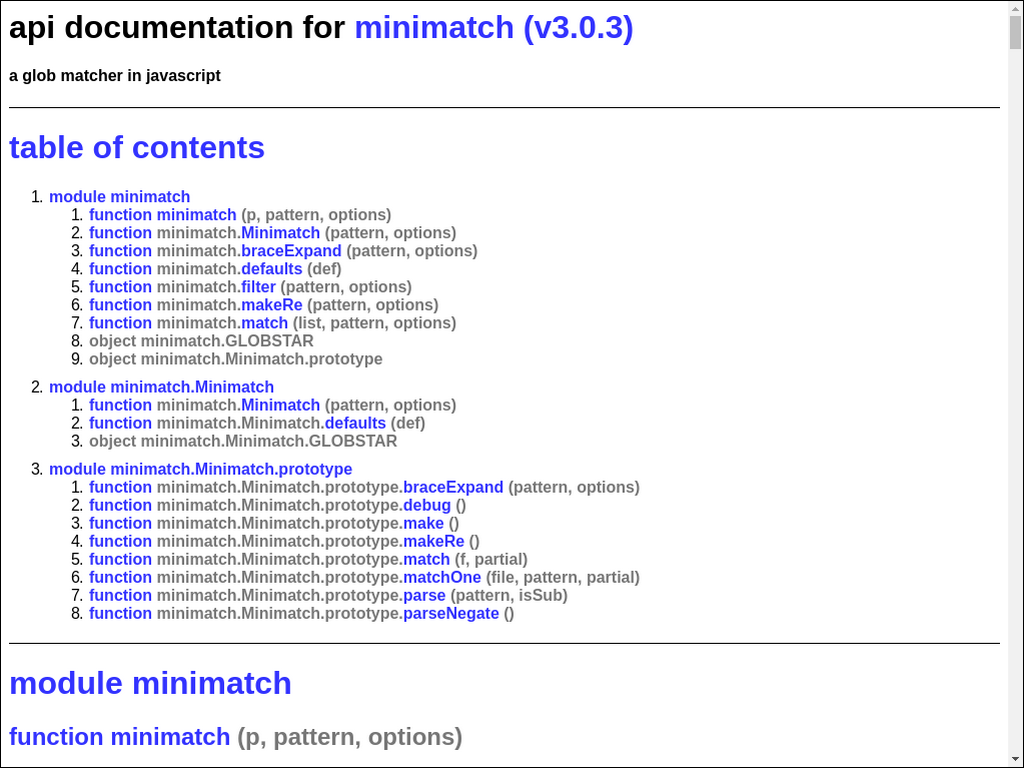 api documentation for minimatch (v3.0.3)
a glob matcher in javascript
table of contents
1. module minimatch
1. function minimatch (p, pattern, options)
2. function minimatch.Minimatch (pattern, options)
3. function minimatch.braceExpand (pattern, options)
4. function minimatch.defaults (def)
5. function minimatch.filter (pattern, options)
6. function minimatch.makeRe (pattern, options)
7. function minimatch.match (list, pattern, options)
8. object minimatch.GLOBSTAR
9. object minimatch.Minimatch.prototype
2. module minimatch.Minimatch
1. function minimatch.Minimatch (pattern, options)
2. function minimatch.Minimatch.defaults (def)
3. object minimatch.Minimatch.GLOBSTAR
3. module minimatch.Minimatch.prototype
1. function minimatch.Minimatch.prototype.braceExpand (pattern, options)
2. function minimatch.Minimatch.prototype.debug ()
3. function minimatch.Minimatch.prototype.make ()
4. function minimatch.Minimatch.prototype.makeRe ()
5. function minimatch.Minimatch.prototype.match (f, partial)
6. function minimatch.Minimatch.prototype.matchOne (file, pattern, partial)
7. function minimatch.Minimatch.prototype.parse (pattern, isSub)
8. function minimatch.Minimatch.prototype.parseNegate ()
module minimatch
function minimatch (p, pattern, options)